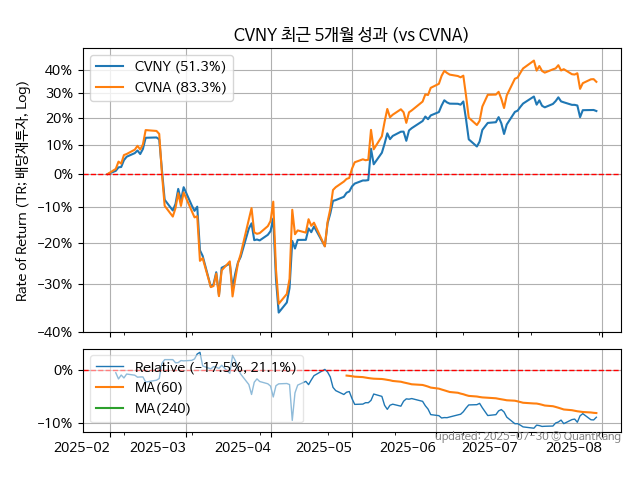 CVNY 최근 5개월 성과 (vs CVNA)
Rate of Return (TR: 배당재투자, Log)
CVNY (51.3%)
CVNA (83.3%)
40%
30%
20%
10%
0%
−10%
−20%
−30%
−40%
Relative (−17.5%, 21.1%)
MA(60)
MA(240)
0%
−10%
2025-02
2025-03
2025-04
2025-05
2025-06
2025-07
2025-08
updated: 2025-07-30 © QuantKang